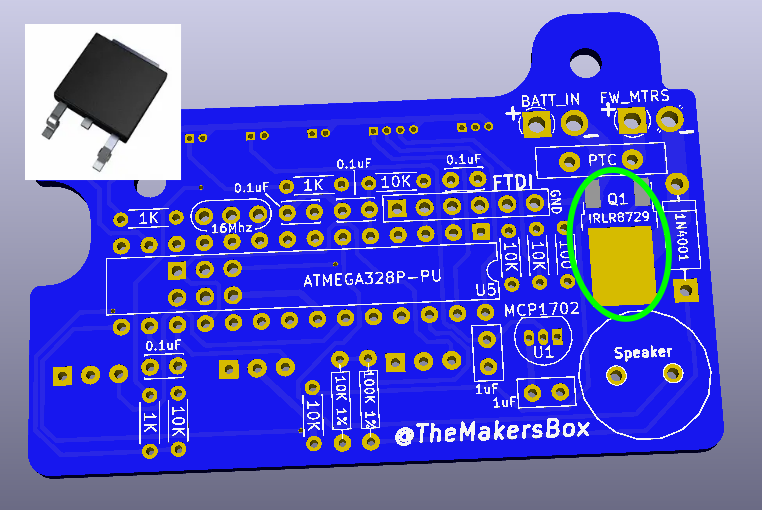 BATT_IN
FW_MTRS
+
+
-
-
0.1uF
0.1uF
PTC
1K
10K
FTDI
0.1uF
GND
Q1
1K
16Mhz
IRLR8729
1N4001
10K
10K
100
ATMEGA328P-PU
U5
MCP1702
U1
0.1uF
Speaker
1uF
1uF
1K
10K
10K
10K 1%
100K 1%
@TheMakersBox